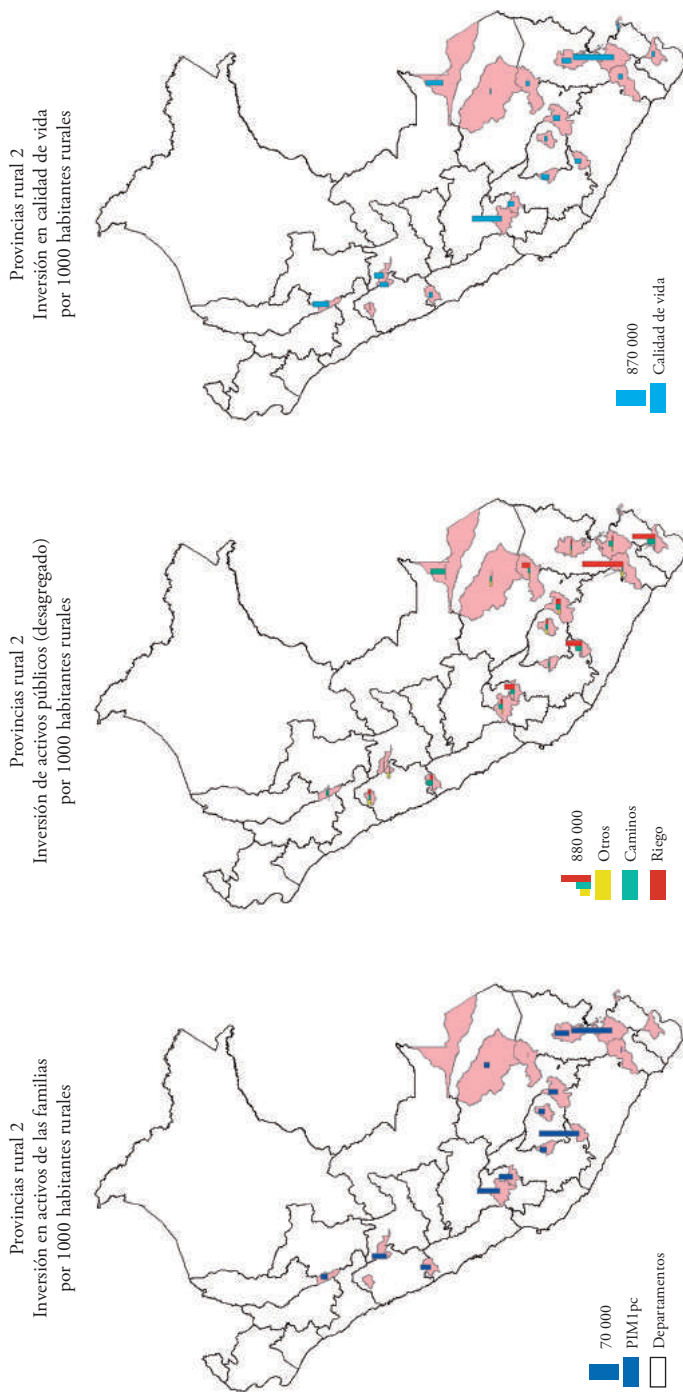 Provincias rural 2
Inversión en activos de las familias
por 1000 habitantes rurales
70 000
PIM1pc
Departamentos
Provincias rural 2
Inversión de activos públicos (desagregado)
por 1000 habitantes rurales
880 000
Otros
Caminos
Riego
Provincias rural 2
Inversión en calidad de vida
por 1000 habitantes rurales
870 000
Calidad de vida